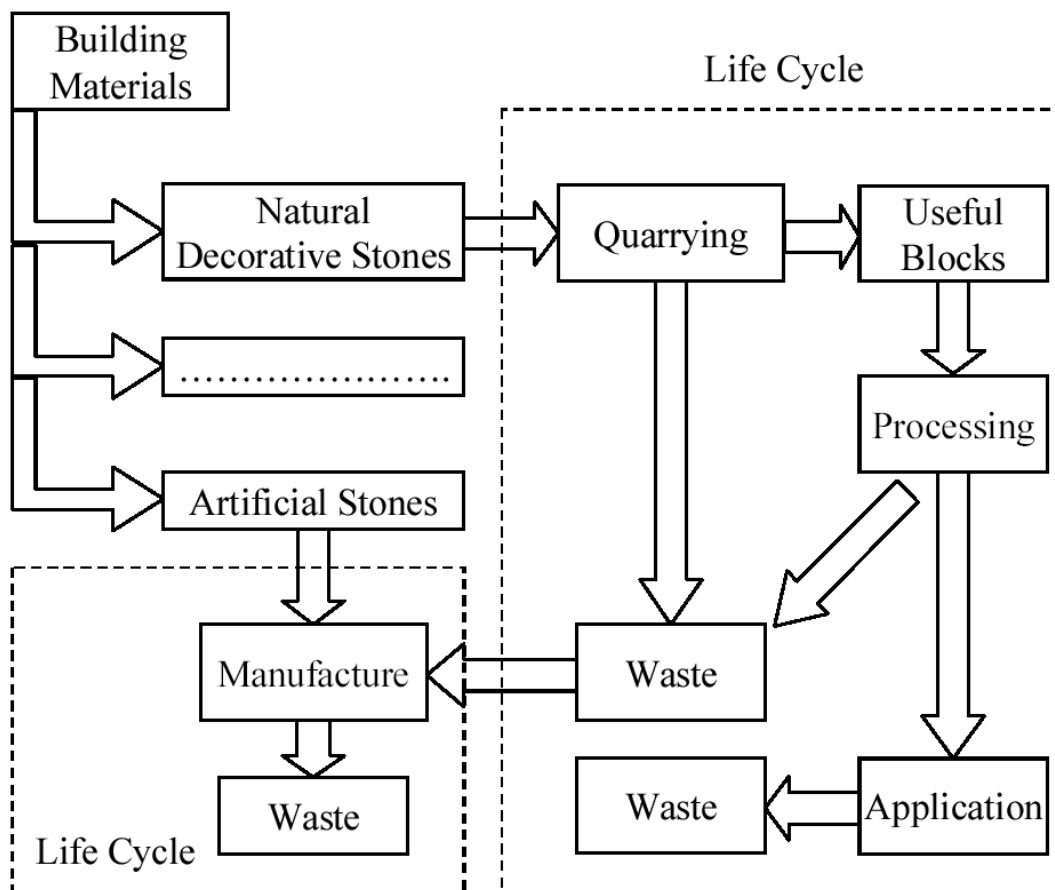 Building
Materials
Life Cycle
Natural
Decorative Stones
Quarrying
Useful
Blocks
......................
Processing
Artificial Stones
Manufacture
Waste
Waste
Waste
Application
Life Cycle